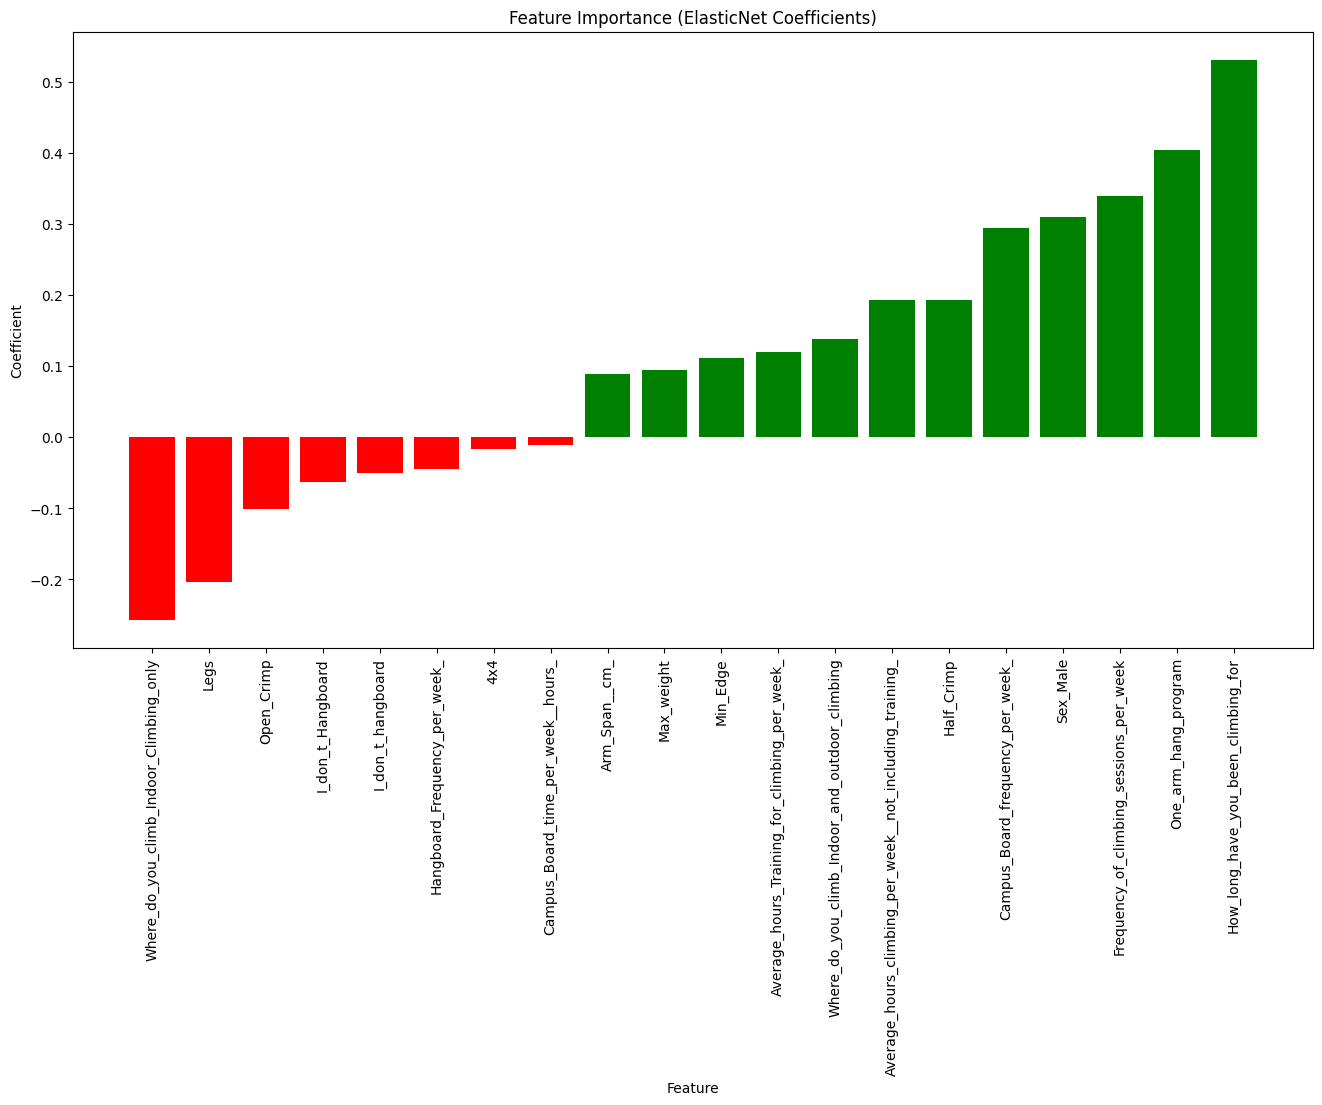 Feature Importance (ElasticNet Coefficients)
Coefficient
0.5
0.4
0.3
0.2
0.1
0.0
−0.1
−0.2
Where_do_you_climb_Indoor_Climbing_only
Legs
Open_Crimp
I_don_t_Hangboard
I_don_t_hangboard
Hangboard_Frequency_per_week_
4x4
Campus_Board_time_per_week__hours_
Arm_Span__cm_
Max_weight
Min_Edge
Average_hours_Training_for_climbing_per_week_
Where_do_you_climb_Indoor_and_outdoor_climbing
Average_hours_climbing_per_week__not_including_training_
Half_Crimp
Campus_Board_frequency_per_week_
Sex_Male
Frequency_of_climbing_sessions_per_week
One_arm_hang_program
How_long_have_you_been_climbing_for
Feature